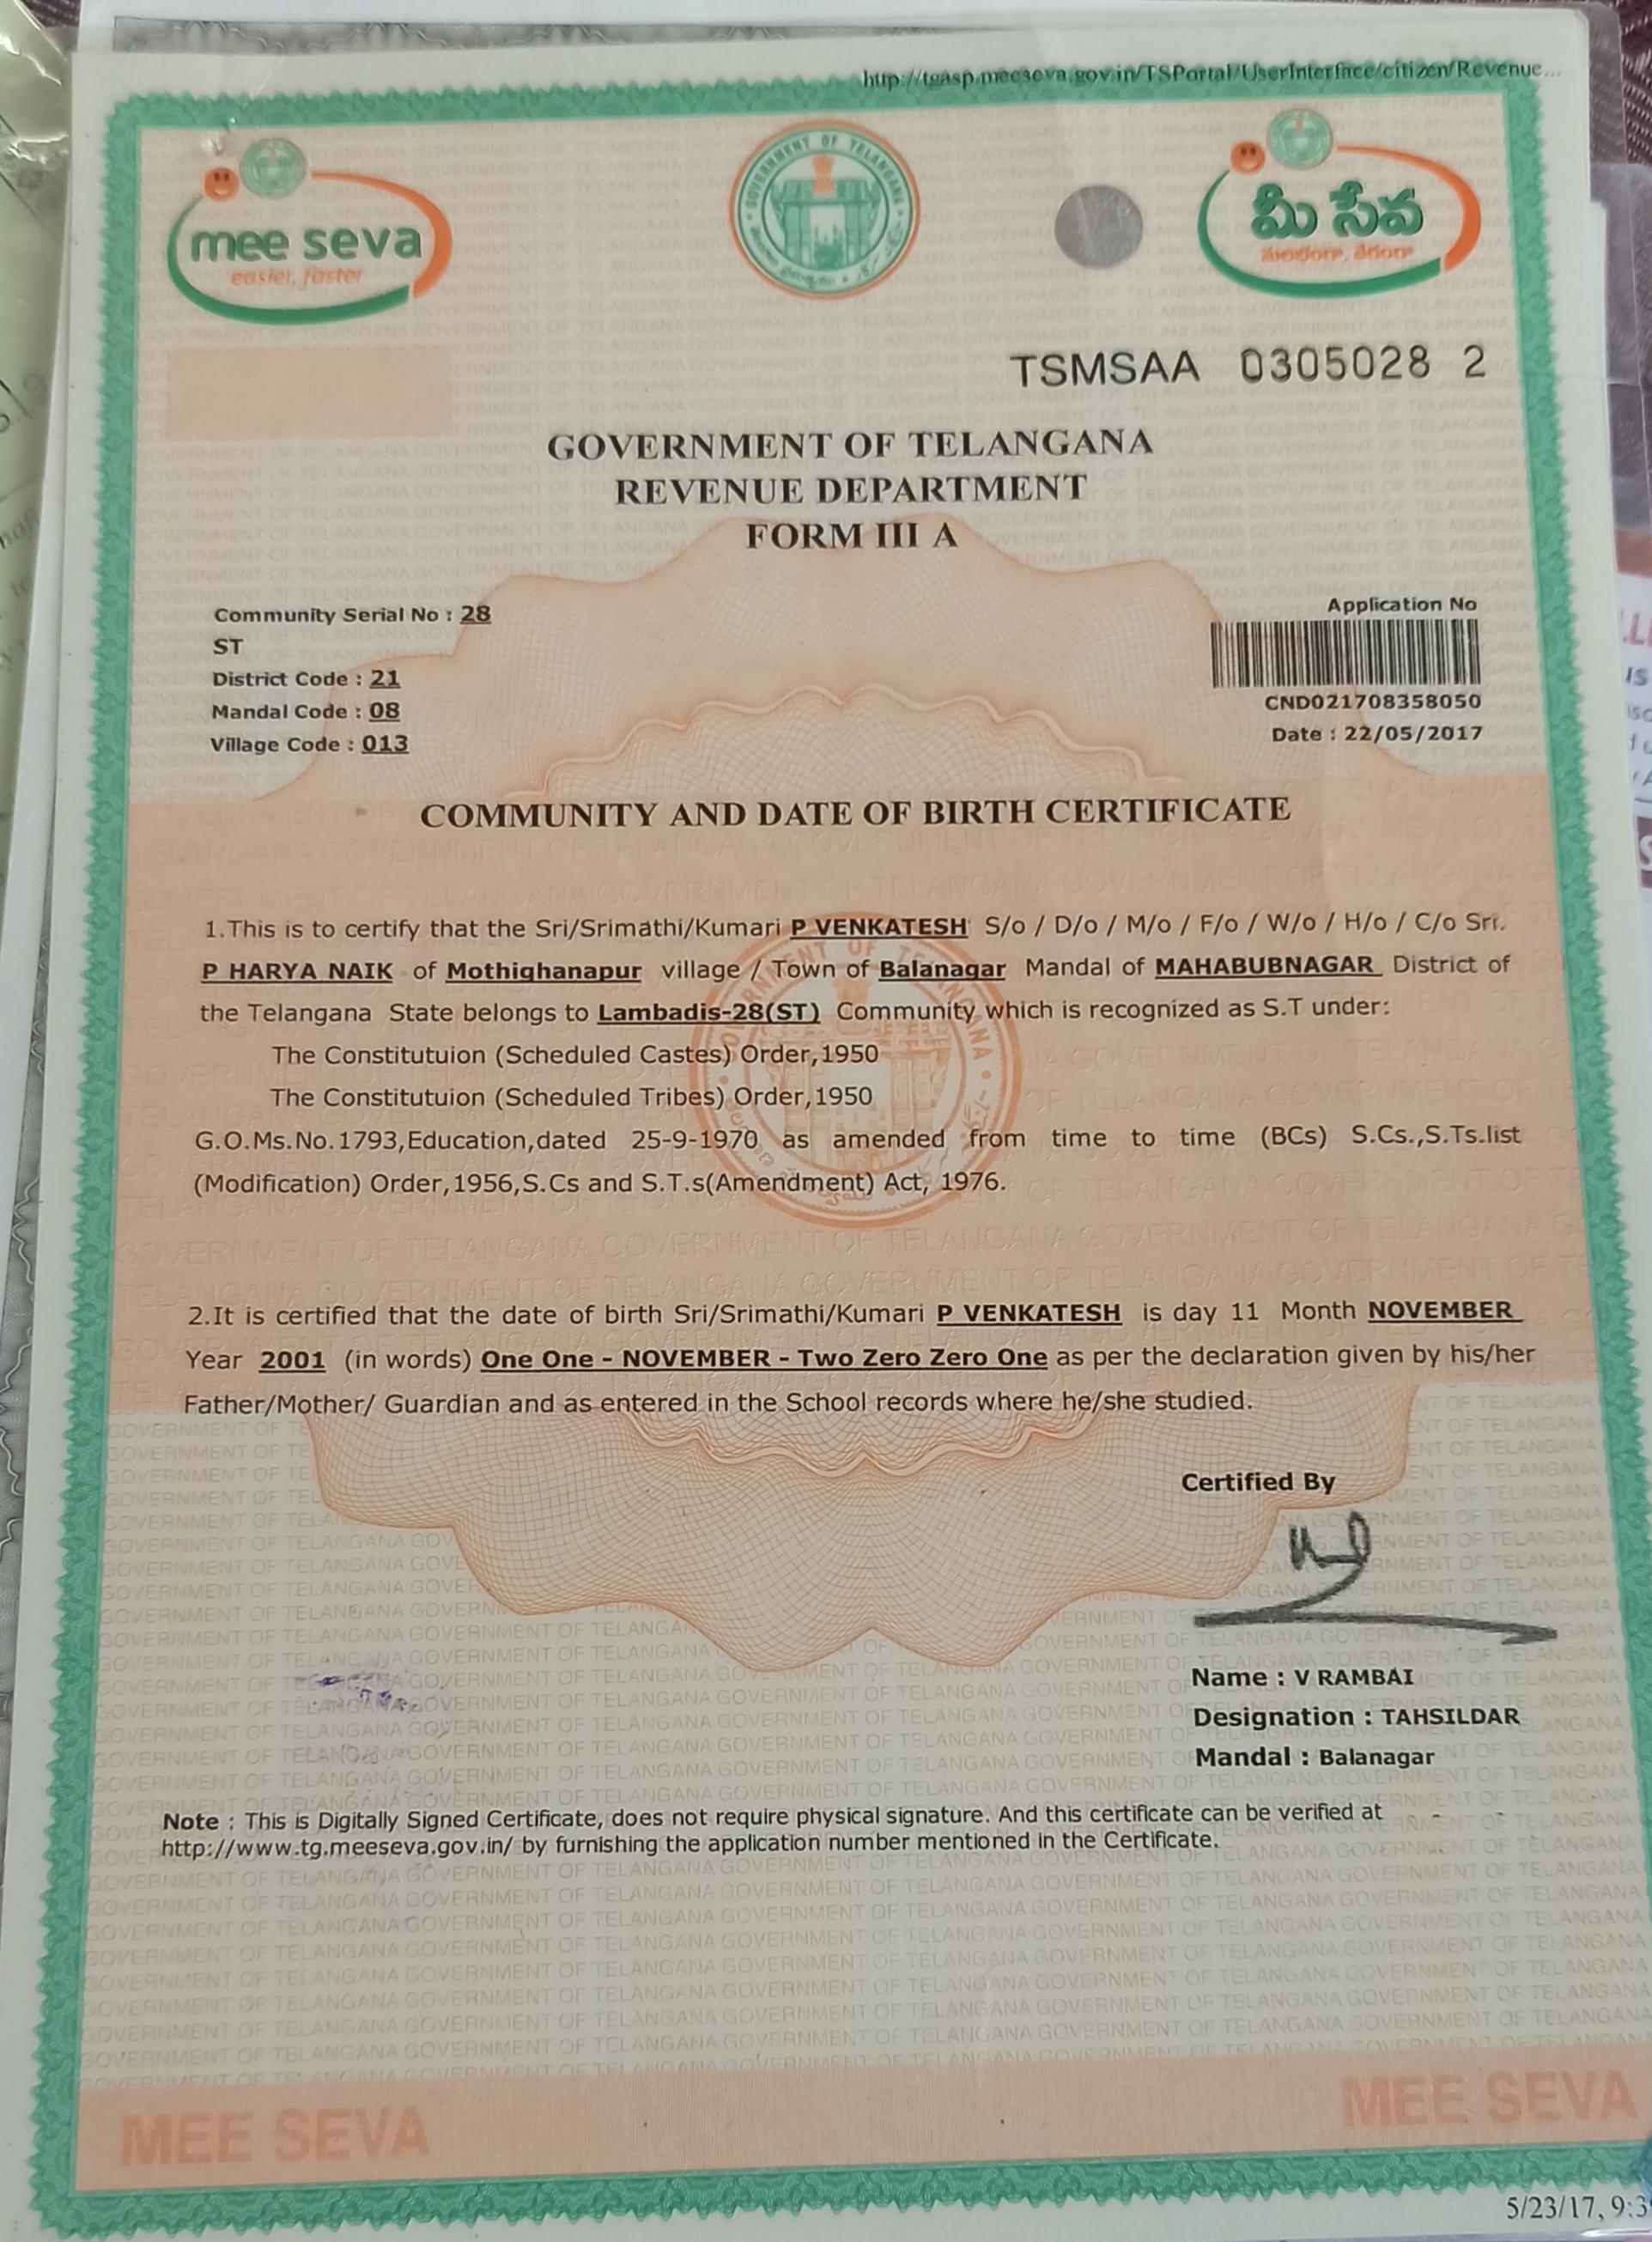 http://tgasp.meeseva.gov.in/TSPortal/UserInterface/citizen/Revenue...
mee seva
easier, faster
GOVERNMENT OF TELANGANA
మీ సేవ
TSMSAA 0305028 2
GOVERNMENT OF TELANGANA
REVENUE DEPARTMENT
FORM III A
Community Serial No : 28
ST
District Code : 21
Mandal Code : 08
Village Code : 013
Application No
CND021708358050
Date : 22/05/2017
COMMUNITY AND DATE OF BIRTH CERTIFICATE
1.This is to certify that the Sri/Srimathi/Kumari P VENKATESH S/o / D/o / M/o / F/o / W/o / H/o / C/o Sri.
P HARYA NAIK of Mothighanapur village / Town of Balanagar Mandal of MAHABUBNAGAR District of
the Telangana State belongs to Lambadis-28(ST) Community which is recognized as S.T under:
The Constitutuion (Scheduled Castes) Order,1950
The Constitutuion (Scheduled Tribes) Order,1950
G.O.Ms.No.1793,Education,dated 25-9-1970 as amended from time to time (BCs) S.Cs.,S.Ts.list
(Modification) Order,1956,S.Cs and S.T.s(Amendment) Act, 1976.
2.It is certified that the date of birth Sri/Srimathi/Kumari P VENKATESH is day 11 Month NOVEMBER
Year 2001 (in words) One One - NOVEMBER - Two Zero Zero One as per the declaration given by his/her
Father/Mother/ Guardian and as entered in the School records where he/she studied.
Certified By
Name : V RAMBAI
Designation : TAHSILDAR
Mandal : Balanagar
Note : This is Digitally Signed Certificate, does not require physical signature. And this certificate can be verified at
http://www.tg.meeseva.gov.in/ by furnishing the application number mentioned in the Certificate.
MEE SEVA
MEE SEVA
5/23/17, 9:3